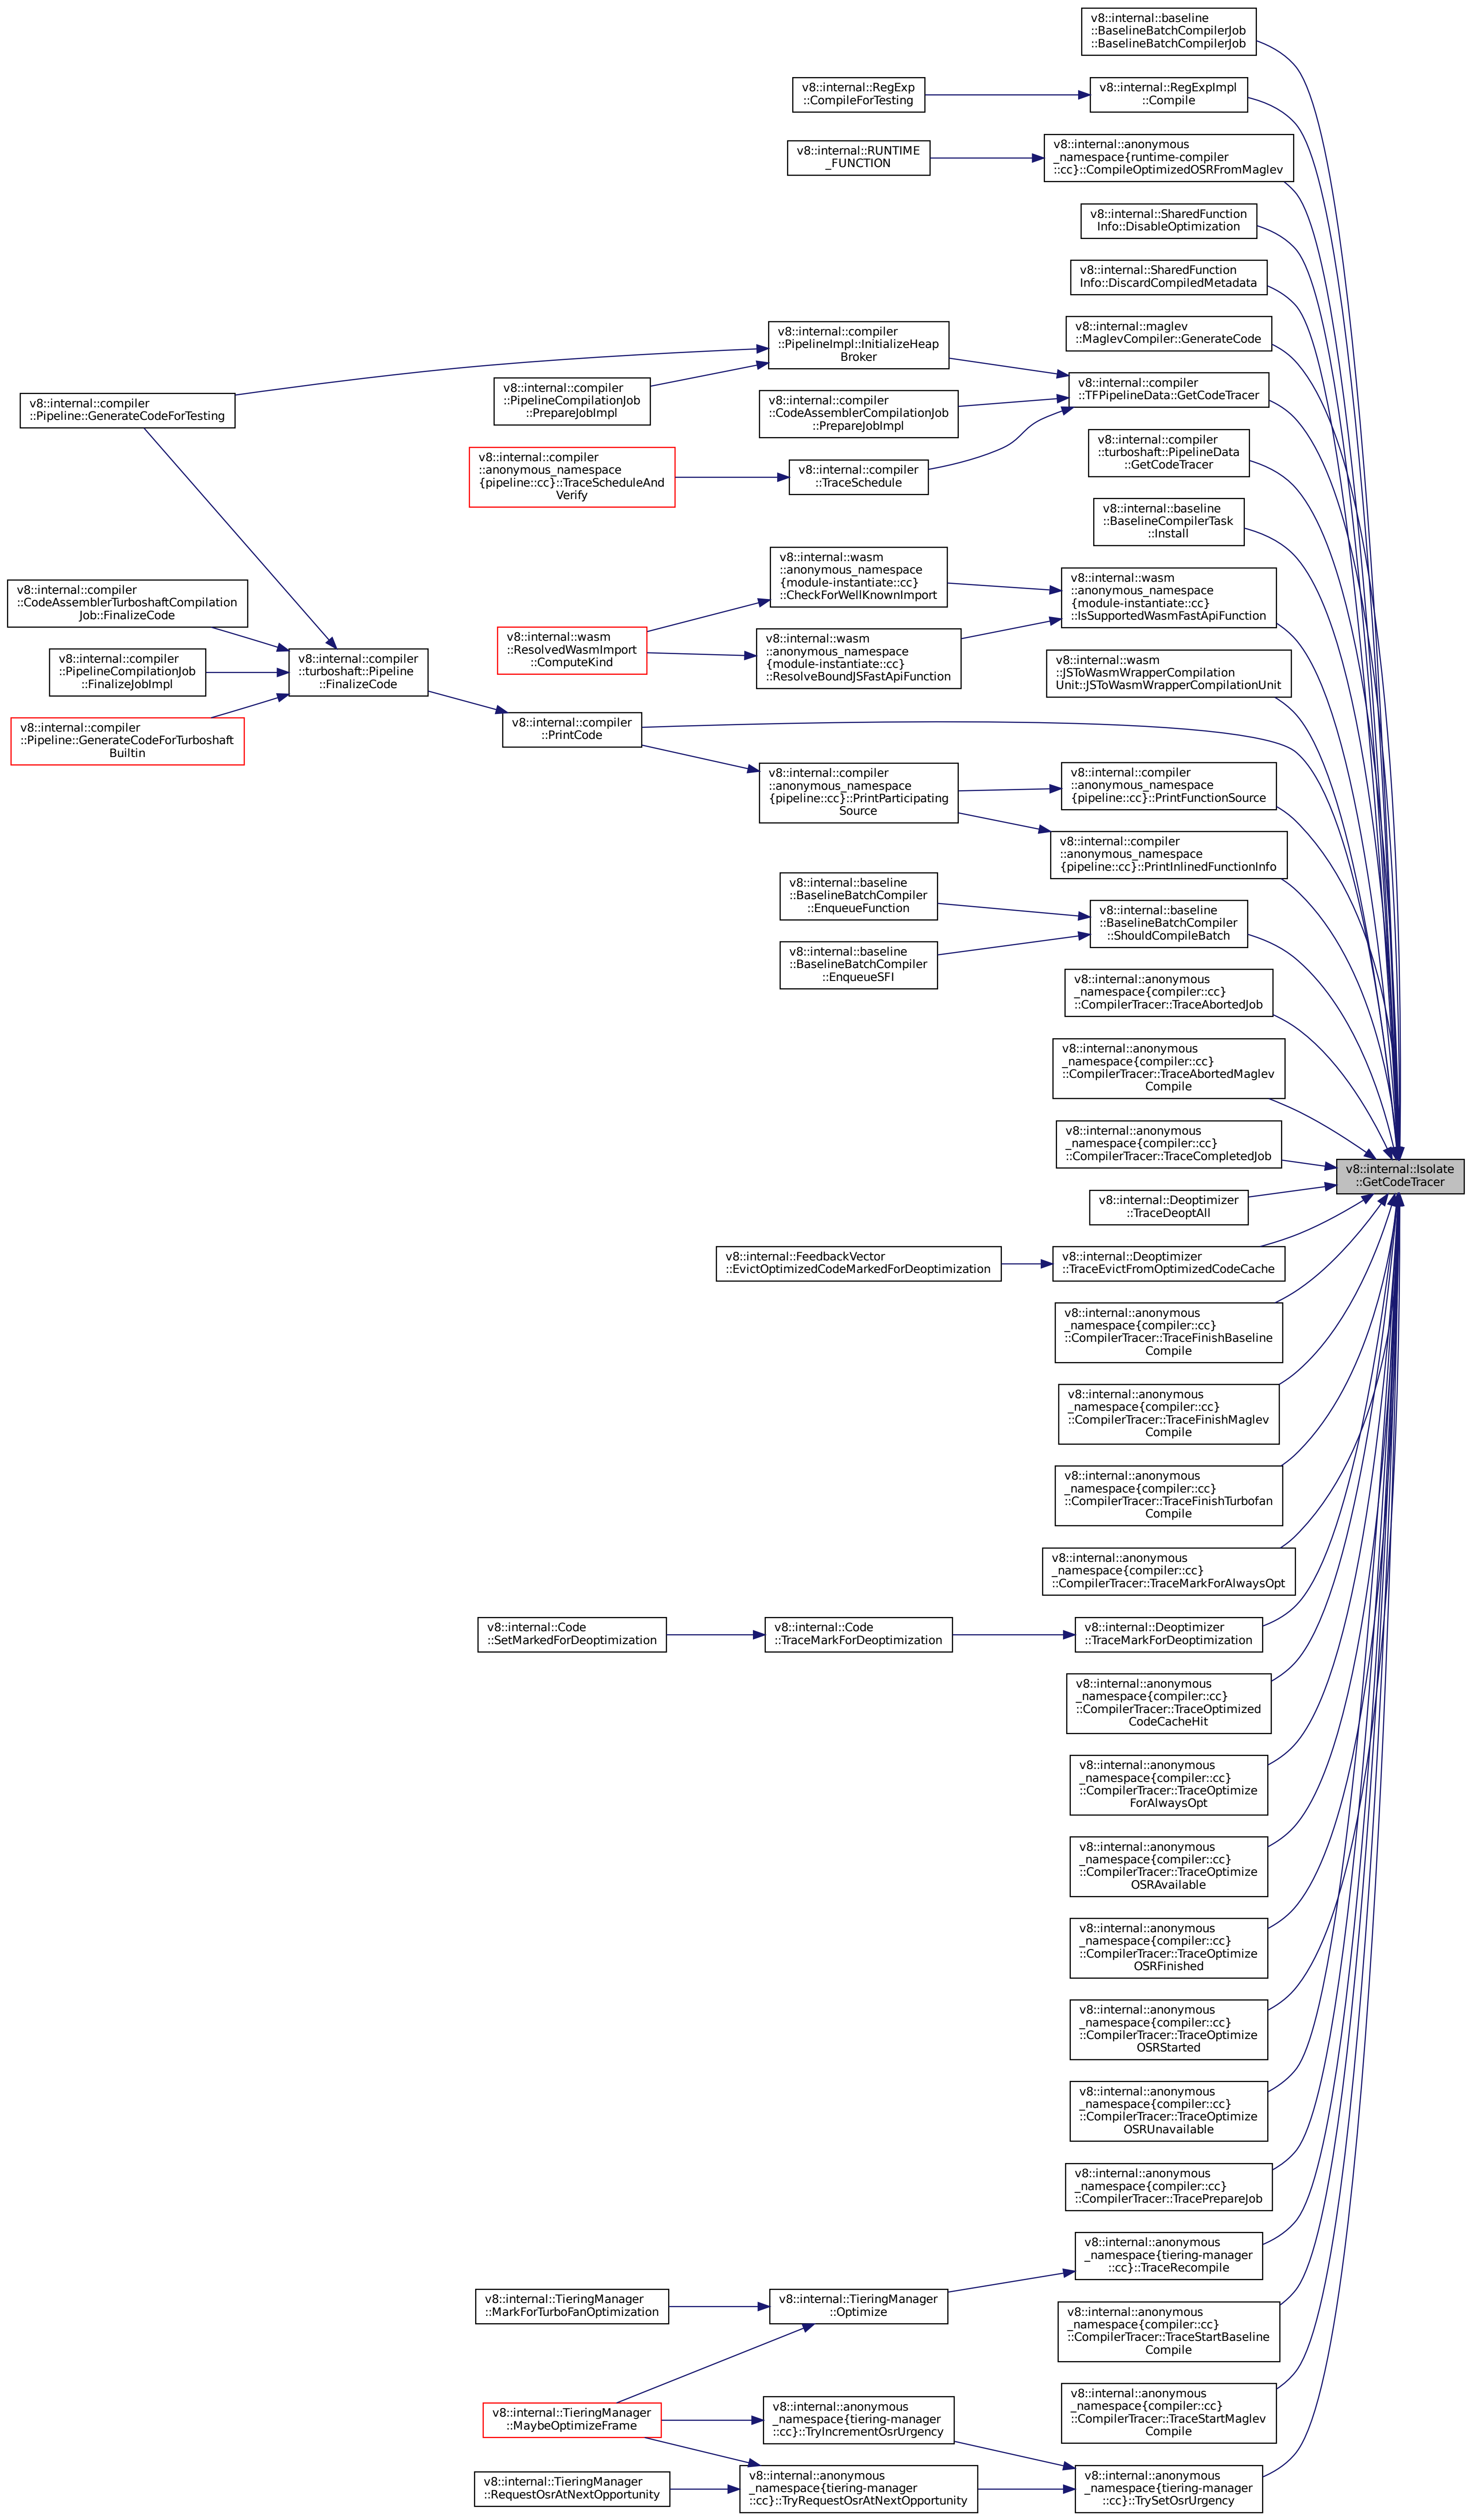 v8::internal::baseline
::BaselineBatchCompilerJob
::BaselineBatchCompilerJob
v8::internal::RegExp
::CompileForTesting
v8::internal::RegExpImpl
::Compile
v8::internal::RUNTIME
_FUNCTION
v8::internal::anonymous
_namespace{runtime-compiler
::cc}::CompileOptimizedOSRFromMaglev
v8::internal::SharedFunction
Info::DisableOptimization
v8::internal::SharedFunction
Info::DiscardCompiledMetadata
v8::internal::maglev
::MaglevCompiler::GenerateCode
v8::internal::compiler
::PipelineImpl::InitializeHeap
Broker
v8::internal::compiler
::TFPipelineData::GetCodeTracer
v8::internal::compiler
::PipelineCompilationJob
::PrepareJobImpl
v8::internal::compiler
::CodeAssemblerCompilationJob
::PrepareJobImpl
v8::internal::compiler
::Pipeline::GenerateCodeForTesting
v8::internal::compiler
::turboshaft::PipelineData
::GetCodeTracer
v8::internal::compiler
::anonymous_namespace
{pipeline::cc}::TraceScheduleAnd
Verify
v8::internal::compiler
::TraceSchedule
v8::internal::baseline
::BaselineCompilerTask
::Install
v8::internal::wasm
::anonymous_namespace
{module-instantiate::cc}
::CheckForWellKnownImport
v8::internal::wasm
::anonymous_namespace
{module-instantiate::cc}
::IsSupportedWasmFastApiFunction
v8::internal::compiler
::CodeAssemblerTurboshaftCompilation
Job::FinalizeCode
v8::internal::wasm
::ResolvedWasmImport
::ComputeKind
v8::internal::wasm
::anonymous_namespace
{module-instantiate::cc}
::ResolveBoundJSFastApiFunction
v8::internal::compiler
::PipelineCompilationJob
::FinalizeJobImpl
v8::internal::compiler
::turboshaft::Pipeline
::FinalizeCode
v8::internal::wasm
::JSToWasmWrapperCompilation
Unit::JSToWasmWrapperCompilationUnit
v8::internal::compiler
::Pipeline::GenerateCodeForTurboshaft
Builtin
v8::internal::compiler
::PrintCode
v8::internal::compiler
::anonymous_namespace
{pipeline::cc}::PrintParticipating
Source
v8::internal::compiler
::anonymous_namespace
{pipeline::cc}::PrintFunctionSource
v8::internal::compiler
::anonymous_namespace
{pipeline::cc}::PrintInlinedFunctionInfo
v8::internal::baseline
::BaselineBatchCompiler
::EnqueueFunction
v8::internal::baseline
::BaselineBatchCompiler
::ShouldCompileBatch
v8::internal::baseline
::BaselineBatchCompiler
::EnqueueSFI
v8::internal::anonymous
_namespace{compiler::cc}
::CompilerTracer::TraceAbortedJob
v8::internal::anonymous
_namespace{compiler::cc}
::CompilerTracer::TraceAbortedMaglev
Compile
v8::internal::anonymous
_namespace{compiler::cc}
::CompilerTracer::TraceCompletedJob
v8::internal::Isolate
::GetCodeTracer
v8::internal::Deoptimizer
::TraceDeoptAll
v8::internal::FeedbackVector
::EvictOptimizedCodeMarkedForDeoptimization
v8::internal::Deoptimizer
::TraceEvictFromOptimizedCodeCache
v8::internal::anonymous
_namespace{compiler::cc}
::CompilerTracer::TraceFinishBaseline
Compile
v8::internal::anonymous
_namespace{compiler::cc}
::CompilerTracer::TraceFinishMaglev
Compile
v8::internal::anonymous
_namespace{compiler::cc}
::CompilerTracer::TraceFinishTurbofan
Compile
v8::internal::anonymous
_namespace{compiler::cc}
::CompilerTracer::TraceMarkForAlwaysOpt
v8::internal::Code
::SetMarkedForDeoptimization
v8::internal::Code
::TraceMarkForDeoptimization
v8::internal::Deoptimizer
::TraceMarkForDeoptimization
v8::internal::anonymous
_namespace{compiler::cc}
::CompilerTracer::TraceOptimized
CodeCacheHit
v8::internal::anonymous
_namespace{compiler::cc}
::CompilerTracer::TraceOptimize
ForAlwaysOpt
v8::internal::anonymous
_namespace{compiler::cc}
::CompilerTracer::TraceOptimize
OSRAvailable
v8::internal::anonymous
_namespace{compiler::cc}
::CompilerTracer::TraceOptimize
OSRFinished
v8::internal::anonymous
_namespace{compiler::cc}
::CompilerTracer::TraceOptimize
OSRStarted
v8::internal::anonymous
_namespace{compiler::cc}
::CompilerTracer::TraceOptimize
OSRUnavailable
v8::internal::anonymous
_namespace{compiler::cc}
::CompilerTracer::TracePrepareJob
v8::internal::anonymous
_namespace{tiering-manager
::cc}::TraceRecompile
v8::internal::TieringManager
::MarkForTurboFanOptimization
v8::internal::TieringManager
::Optimize
v8::internal::anonymous
_namespace{compiler::cc}
::CompilerTracer::TraceStartBaseline
Compile
v8::internal::TieringManager
::MaybeOptimizeFrame
v8::internal::anonymous
_namespace{tiering-manager
::cc}::TryIncrementOsrUrgency
v8::internal::anonymous
_namespace{compiler::cc}
::CompilerTracer::TraceStartMaglev
Compile
v8::internal::TieringManager
::RequestOsrAtNextOpportunity
v8::internal::anonymous
_namespace{tiering-manager
::cc}::TryRequestOsrAtNextOpportunity
v8::internal::anonymous
_namespace{tiering-manager
::cc}::TrySetOsrUrgency